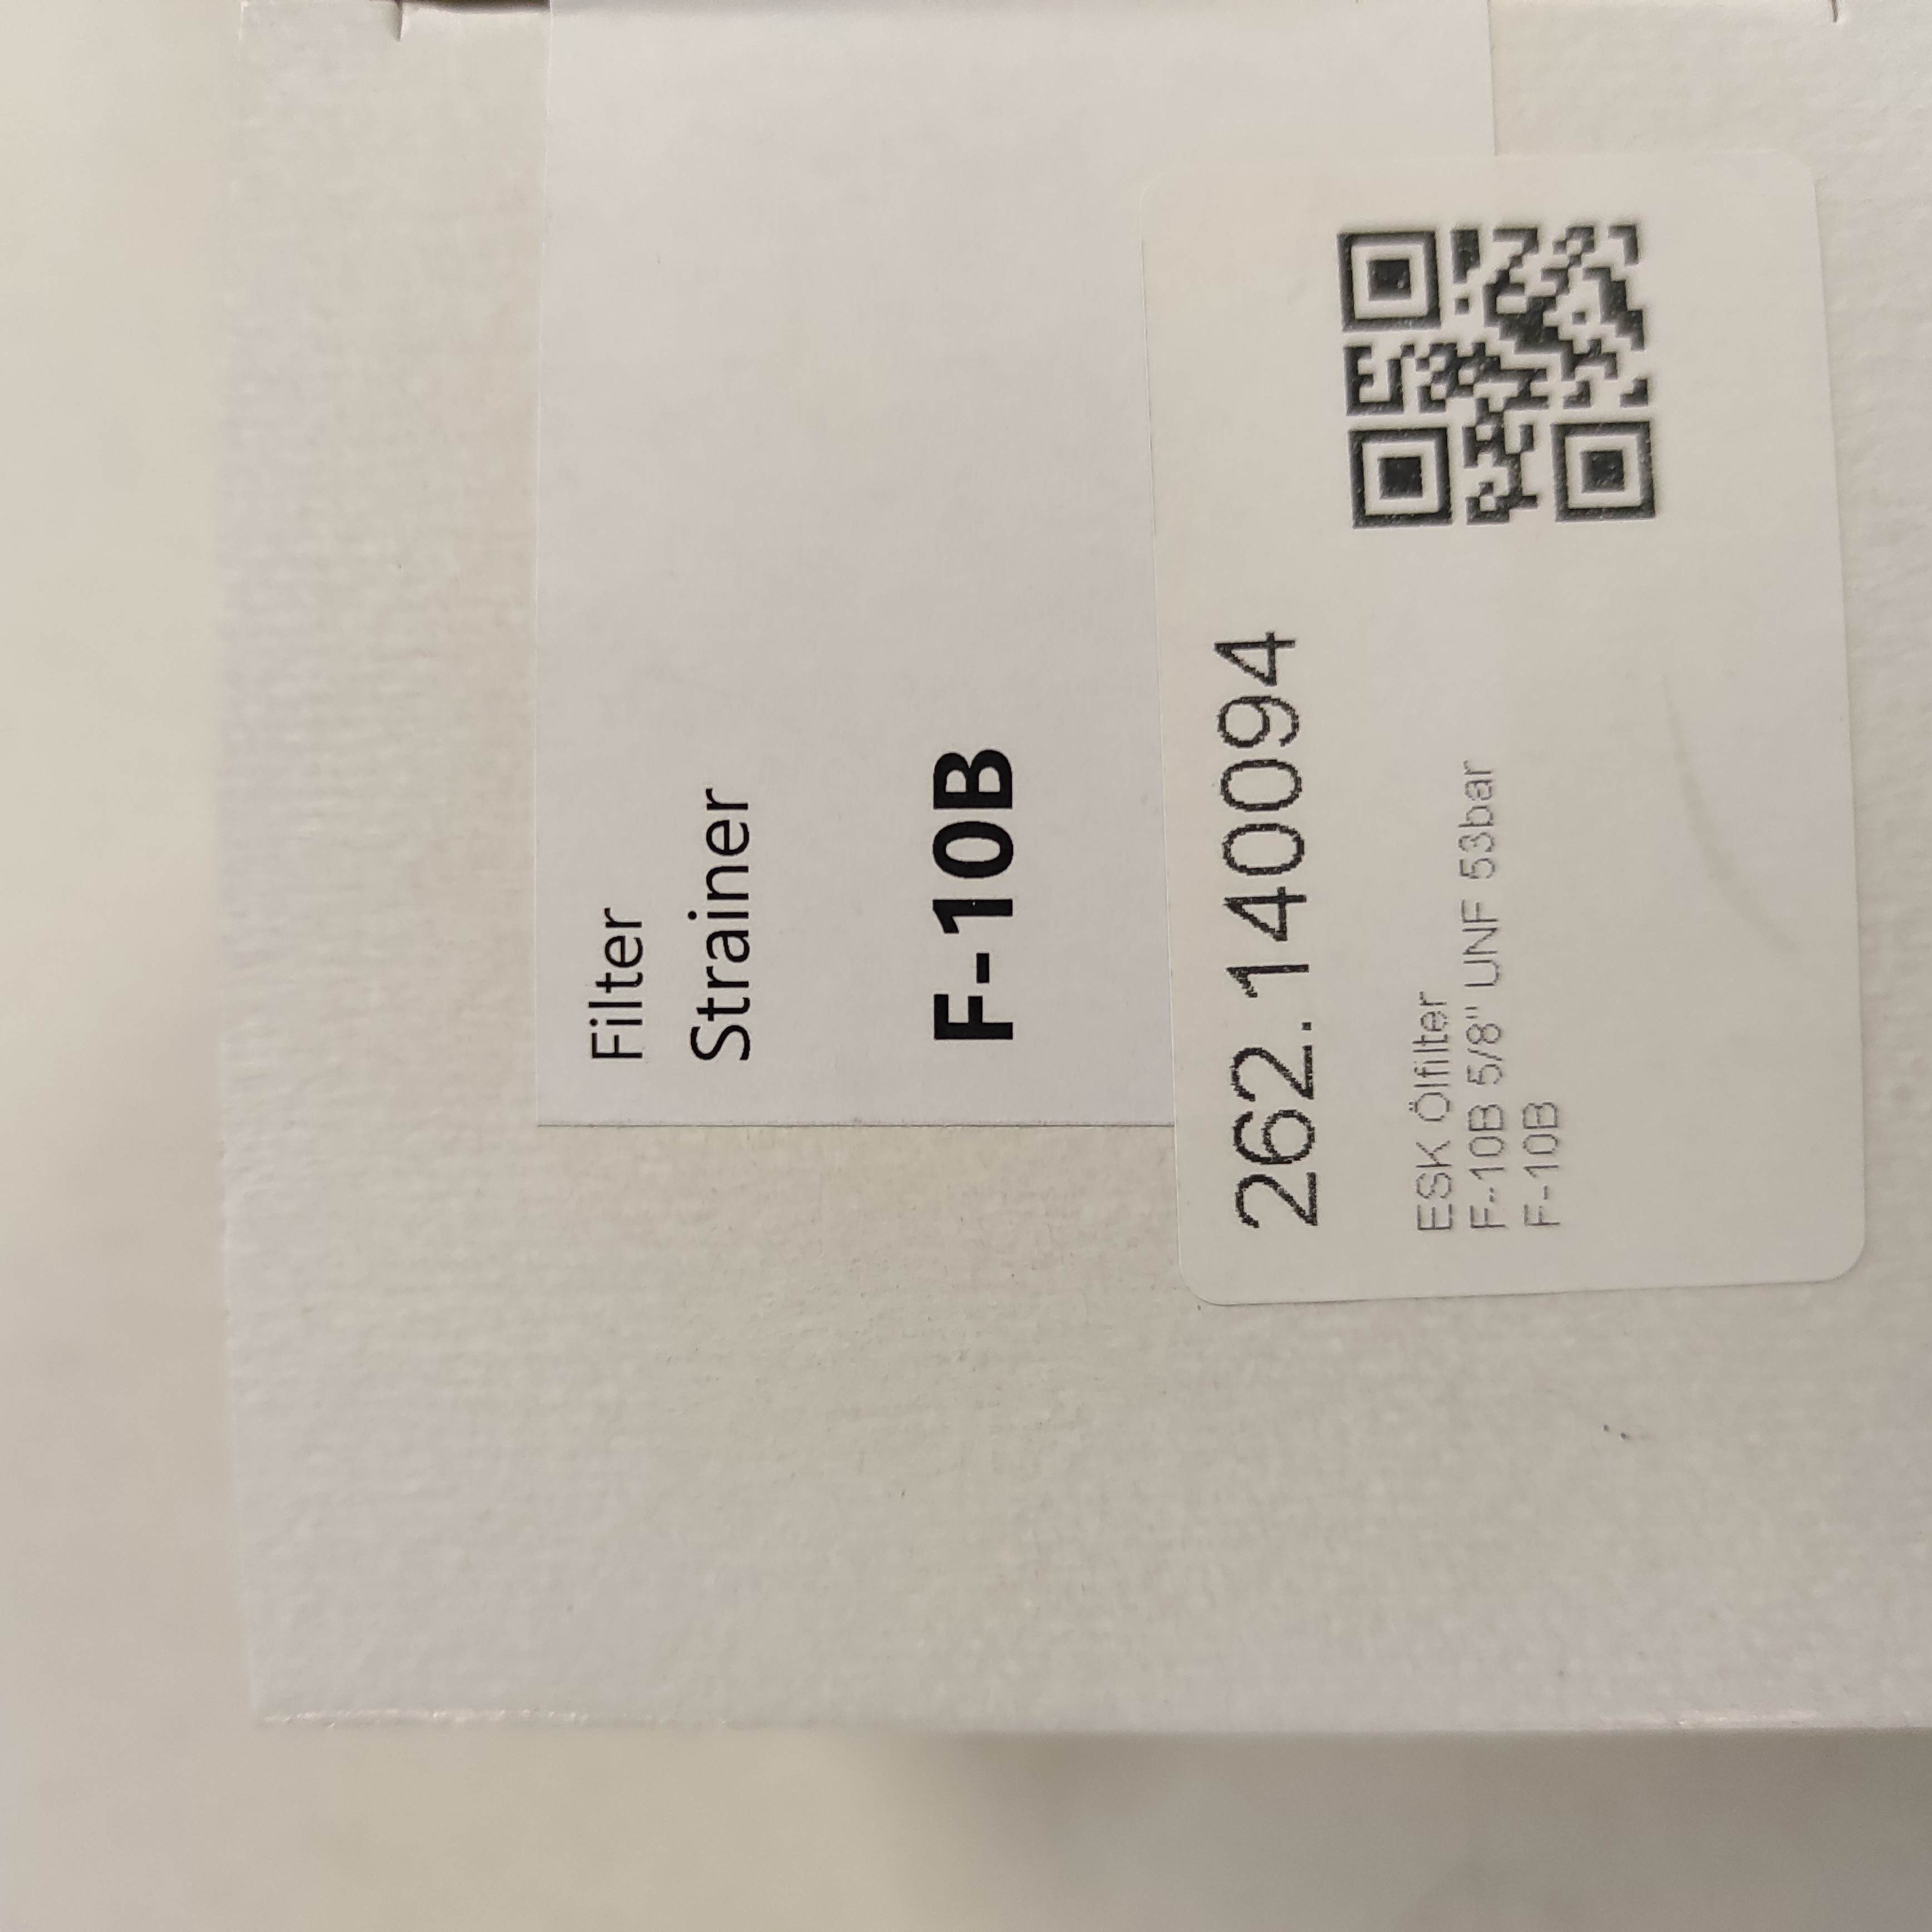 Filter
Strainer
F-10B
262.140094
ESK Ölfilter
F-10B 5/8" UNF 53bar
F-10B